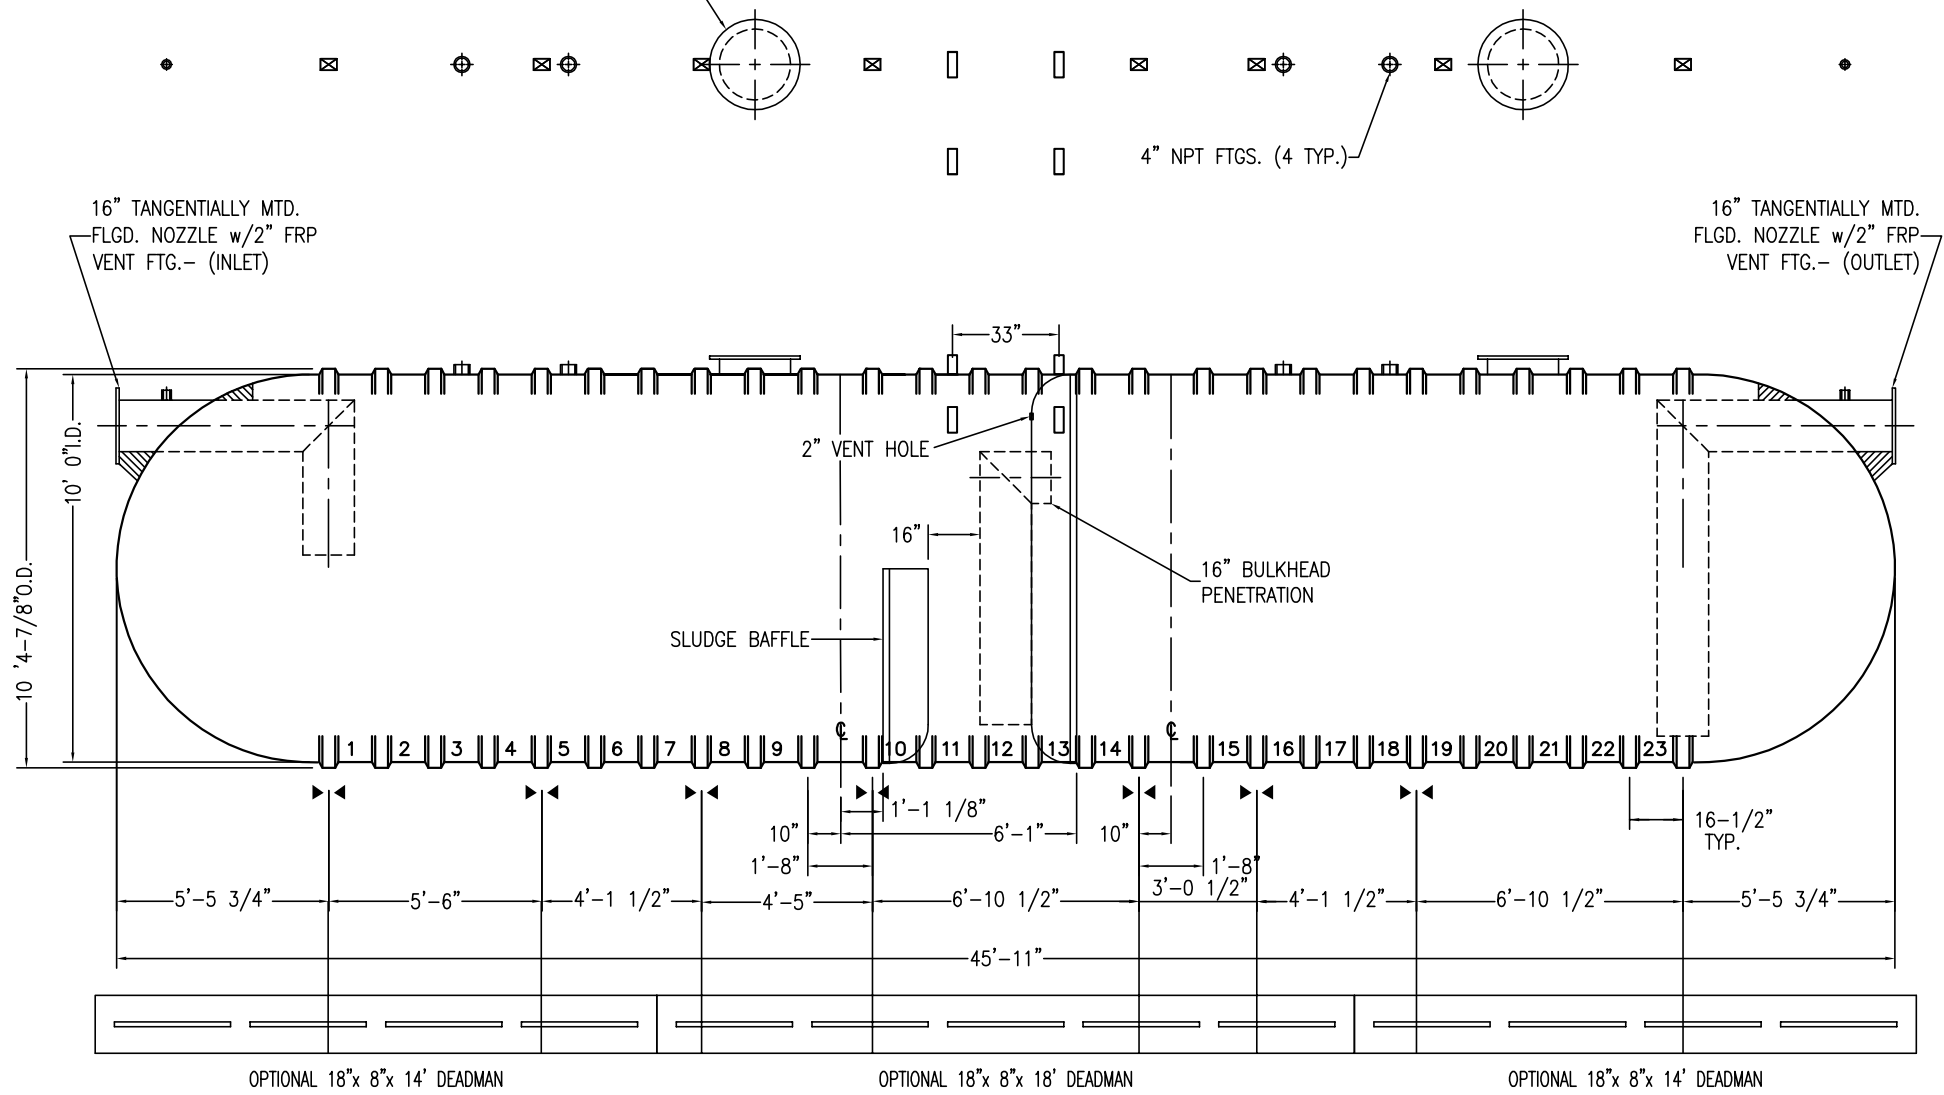 4" NPT FTGS. (4 TYP.)
16" TANGENTIALLY MTD.
FLGD. NOZZLE w/2" FRP
VENT FTG.- (INLET)
16" TANGENTIALLY MTD.
FLGD. NOZZLE w/2" FRP
VENT FTG.- (OUTLET)
33"
10' 0"I.D.
10 '4-7/8"O.D.
2" VENT HOLE
16"
16" BULKHEAD
PENETRATION
SLUDGE BAFFLE
℄ ℄
1 2 3 4 5 6 7 8 9 10 11 12 13 14 15 16 17 18 19 20 21 22 23
1'-1 1/8"
10" 6'-1" 10" 16-1/2"
TYP.
1'-8" 1'-8"
3'-0 1/2"
5'-5 3/4" 5'-6" 4'-1 1/2" 4'-5" 6'-10 1/2" 4'-1 1/2" 6'-10 1/2" 5'-5 3/4"
45'-11"
OPTIONAL 18"x 8"x 14' DEADMAN OPTIONAL 18"x 8"x 18' DEADMAN OPTIONAL 18"x 8"x 14' DEADMAN